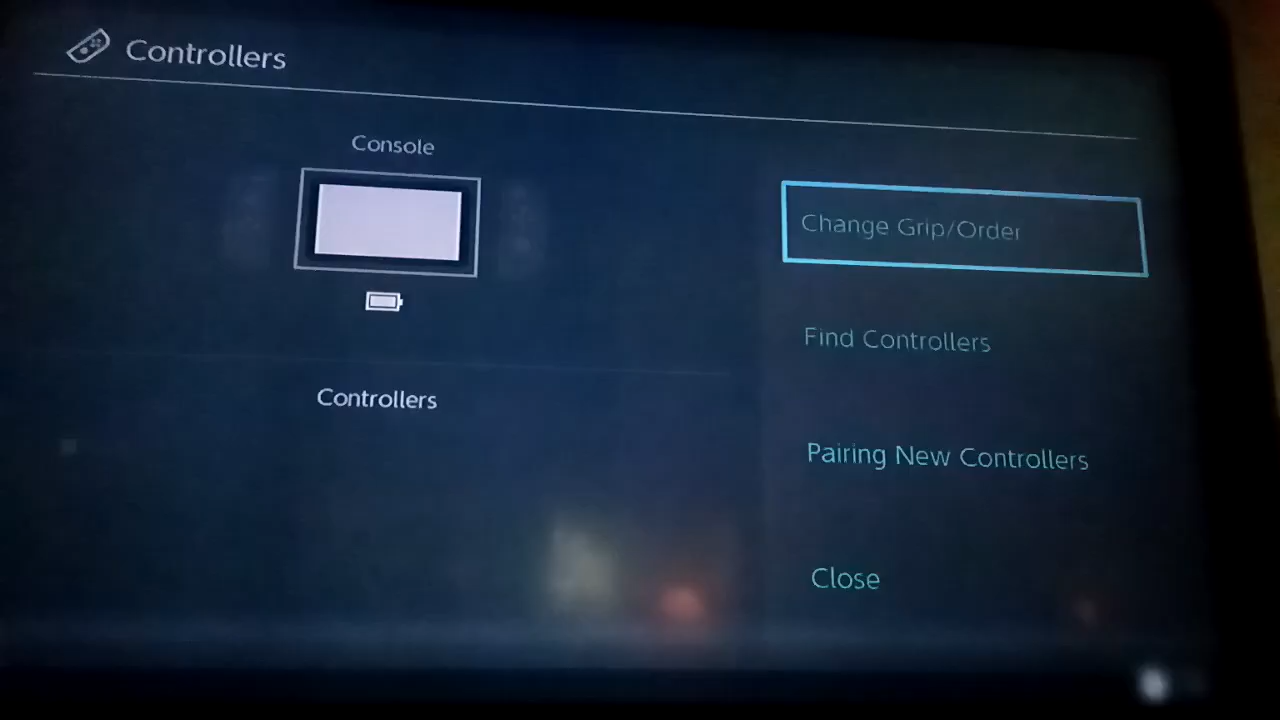 Controllers
Console
Controllers
Change Grip/Order
Find Controllers
Pairing New Controllers
Close